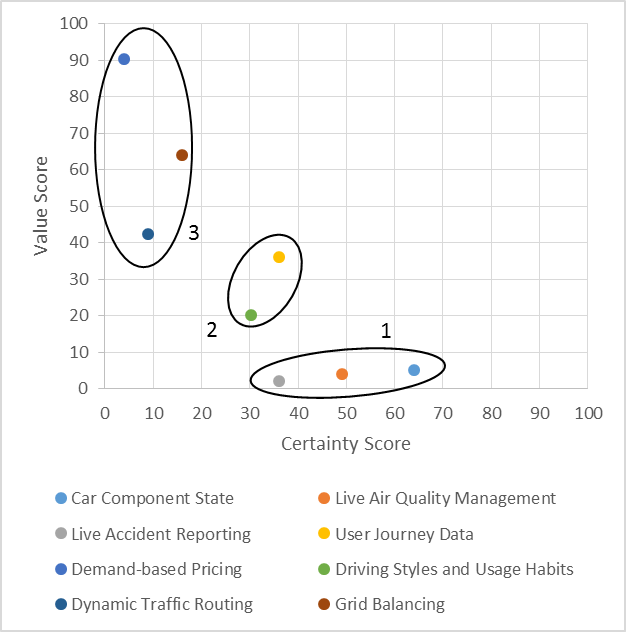 100
90
80
70
60
50
40
30
20
10
0
Value Score
3
2
1
0 10 20 30 40 50 60 70 80 90 100
Certainty Score
Car Component State
Live Air Quality Management
Live Accident Reporting
User Journey Data
Demand-based Pricing
Driving Styles and Usage Habits
Dynamic Traffic Routing
Grid Balancing